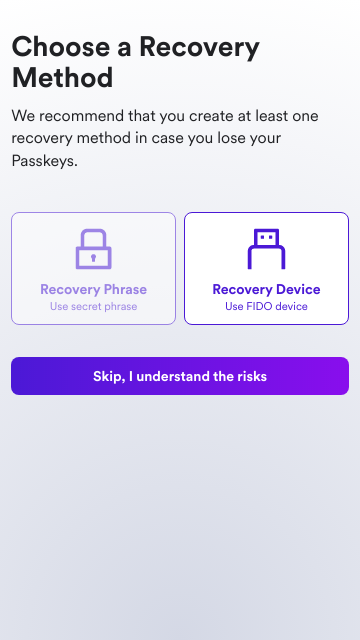 Choose a Recovery
Method
We recommend that you create at least one
recovery method in case you lose your
Passkeys.
Recovery Phrase
Use secret phrase
Recovery Device
Use FIDO device
Skip, I understand the risks